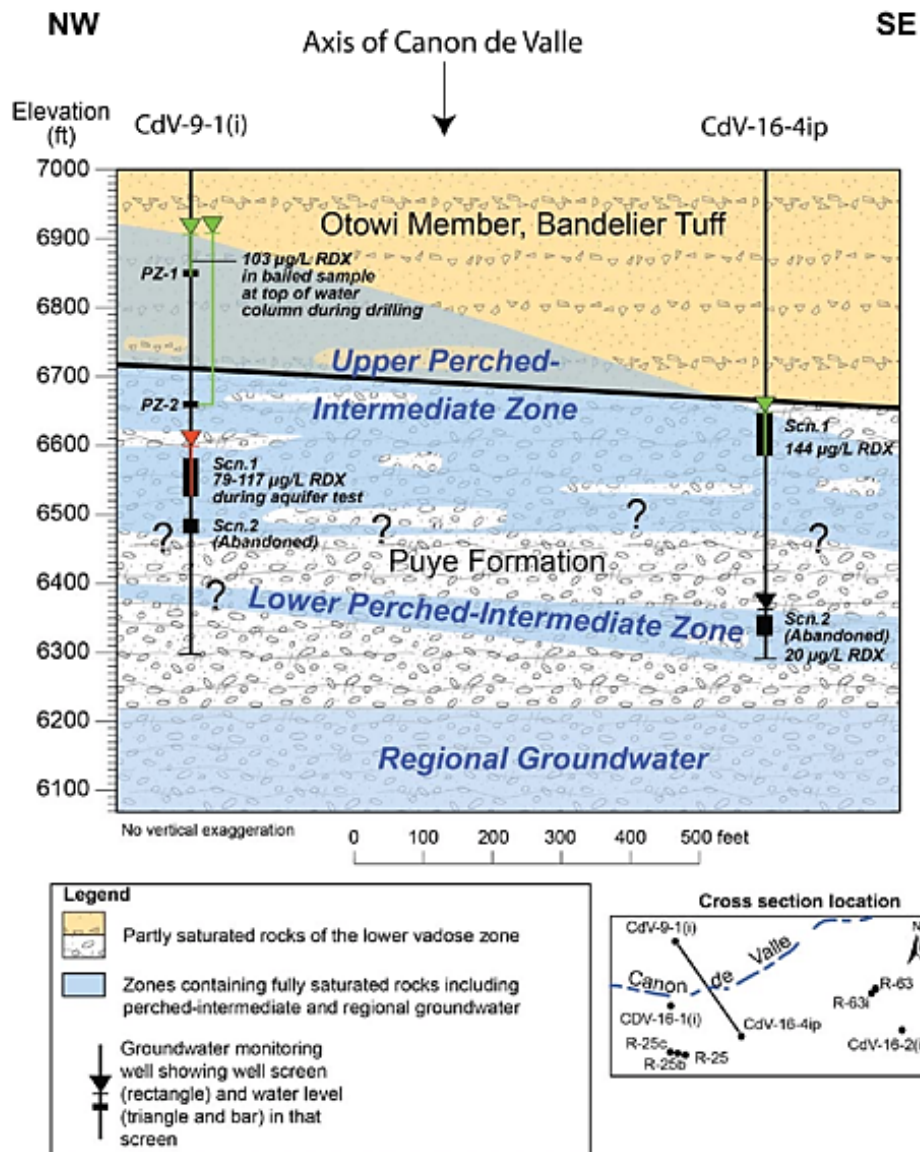 NW
SE
Axis of Canon de Valle
Elevation
(ft)
CdV-9-1(i)
CdV-16-4ip
7000
6900
6800
6700
6600
6500
6400
6300
6200
6100
Otowi Member, Bandelier Tuff
103 µg/L RDX
in bailed sample
at top of water
column during drilling
PZ-1
Upper Perched-
Intermediate Zone
PZ-2
Scn.1
79-117 µg/L RDX
during aquifer test
Scn.2
(Abandoned)
Scn.1
144 µg/L RDX
?
?
?
?
Puye Formation
?
Lower Perched-Intermediate Zone
Scn.2
(Abandoned)
20 µg/L RDX
Regional Groundwater
No vertical exaggeration
0 100 200 300 400 500 feet
Legend
Partly saturated rocks of the lower vadose zone
Zones containing fully saturated rocks including
perched-intermediate and regional groundwater
Groundwater monitoring
well showing well screen
(rectangle) and water level
(triangle and bar) in that
screen
Cross section location
CdV-9-1(i)
N
Canon de Valle
R-63
R-63i
CDV-16-1(i)
CdV-16-4ip
CdV-16-2(i
R-25c
R-25b
R-25